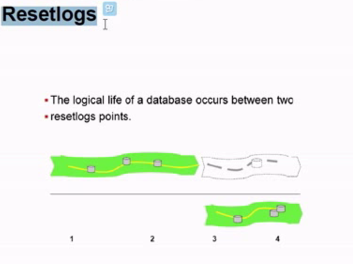 Resetlogs
The logical life of a database occurs between two
resetlogs points.
1 2 3 4